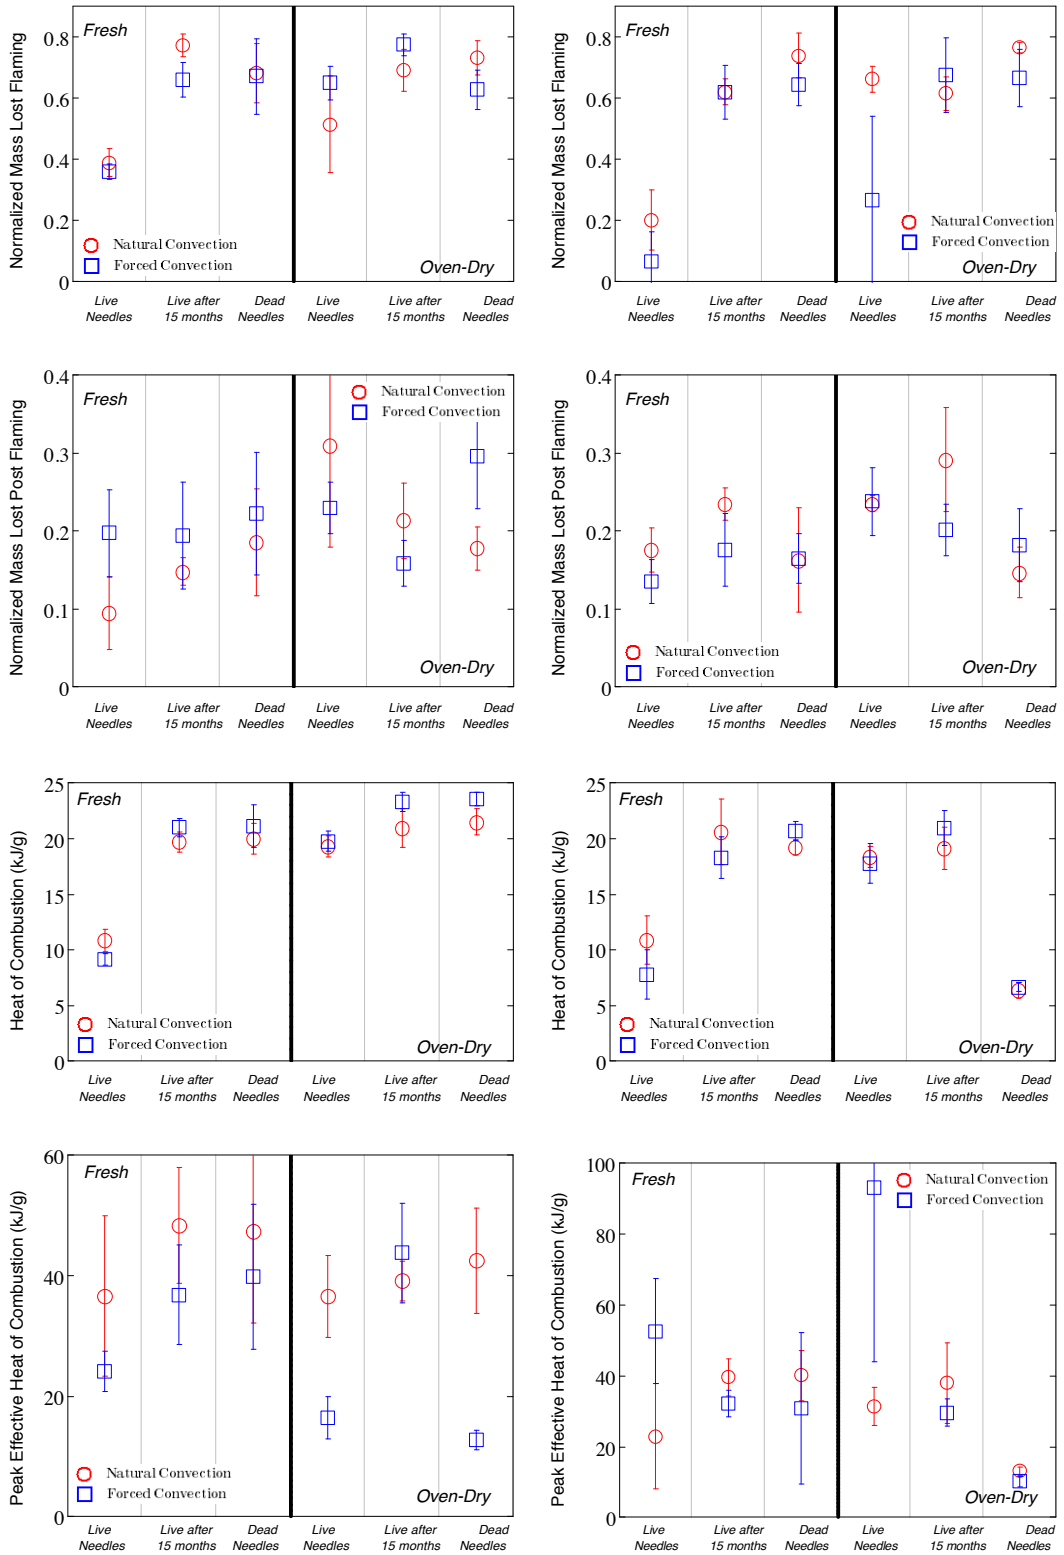 Normalized Mass Lost Flaming
0.8
0.6
0.4
0.2
0
Fresh
Natural Convection
Forced Convection
Oven-Dry
Live Needles
Live after 15 months
Dead Needles
Live Needles
Live after 15 months
Dead Needles
Normalized Mass Lost Flaming
0.8
0.6
0.4
0.2
0
Fresh
Natural Convection
Forced Convection
Oven-Dry
Live Needles
Live after 15 months
Dead Needles
Live Needles
Live after 15 months
Dead Needles
Normalized Mass Lost Post Flaming
0.4
0.3
0.2
0.1
0
Fresh
Natural Convection
Forced Convection
Oven-Dry
Live Needles
Live after 15 months
Dead Needles
Live Needles
Live after 15 months
Dead Needles
Normalized Mass Lost Post Flaming
0.4
0.3
0.2
0.1
0
Fresh
Natural Convection
Forced Convection
Oven-Dry
Live Needles
Live after 15 months
Dead Needles
Live Needles
Live after 15 months
Dead Needles
Heat of Combustion (kJ/g)
25
20
15
10
5
0
Fresh
Natural Convection
Forced Convection
Oven-Dry
Live Needles
Live after 15 months
Dead Needles
Live Needles
Live after 15 months
Dead Needles
Heat of Combustion (kJ/g)
25
20
15
10
5
0
Fresh
Natural Convection
Forced Convection
Oven-Dry
Live Needles
Live after 15 months
Dead Needles
Live Needles
Live after 15 months
Dead Needles
Peak Effective Heat of Combustion (kJ/g)
60
40
20
0
Fresh
Natural Convection
Forced Convection
Oven-Dry
Live Needles
Live after 15 months
Dead Needles
Live Needles
Live after 15 months
Dead Needles
Peak Effective Heat of Combustion (kJ/g)
100
80
60
40
20
0
Fresh
Natural Convection
Forced Convection
Oven-Dry
Live Needles
Live after 15 months
Dead Needles
Live Needles
Live after 15 months
Dead Needles